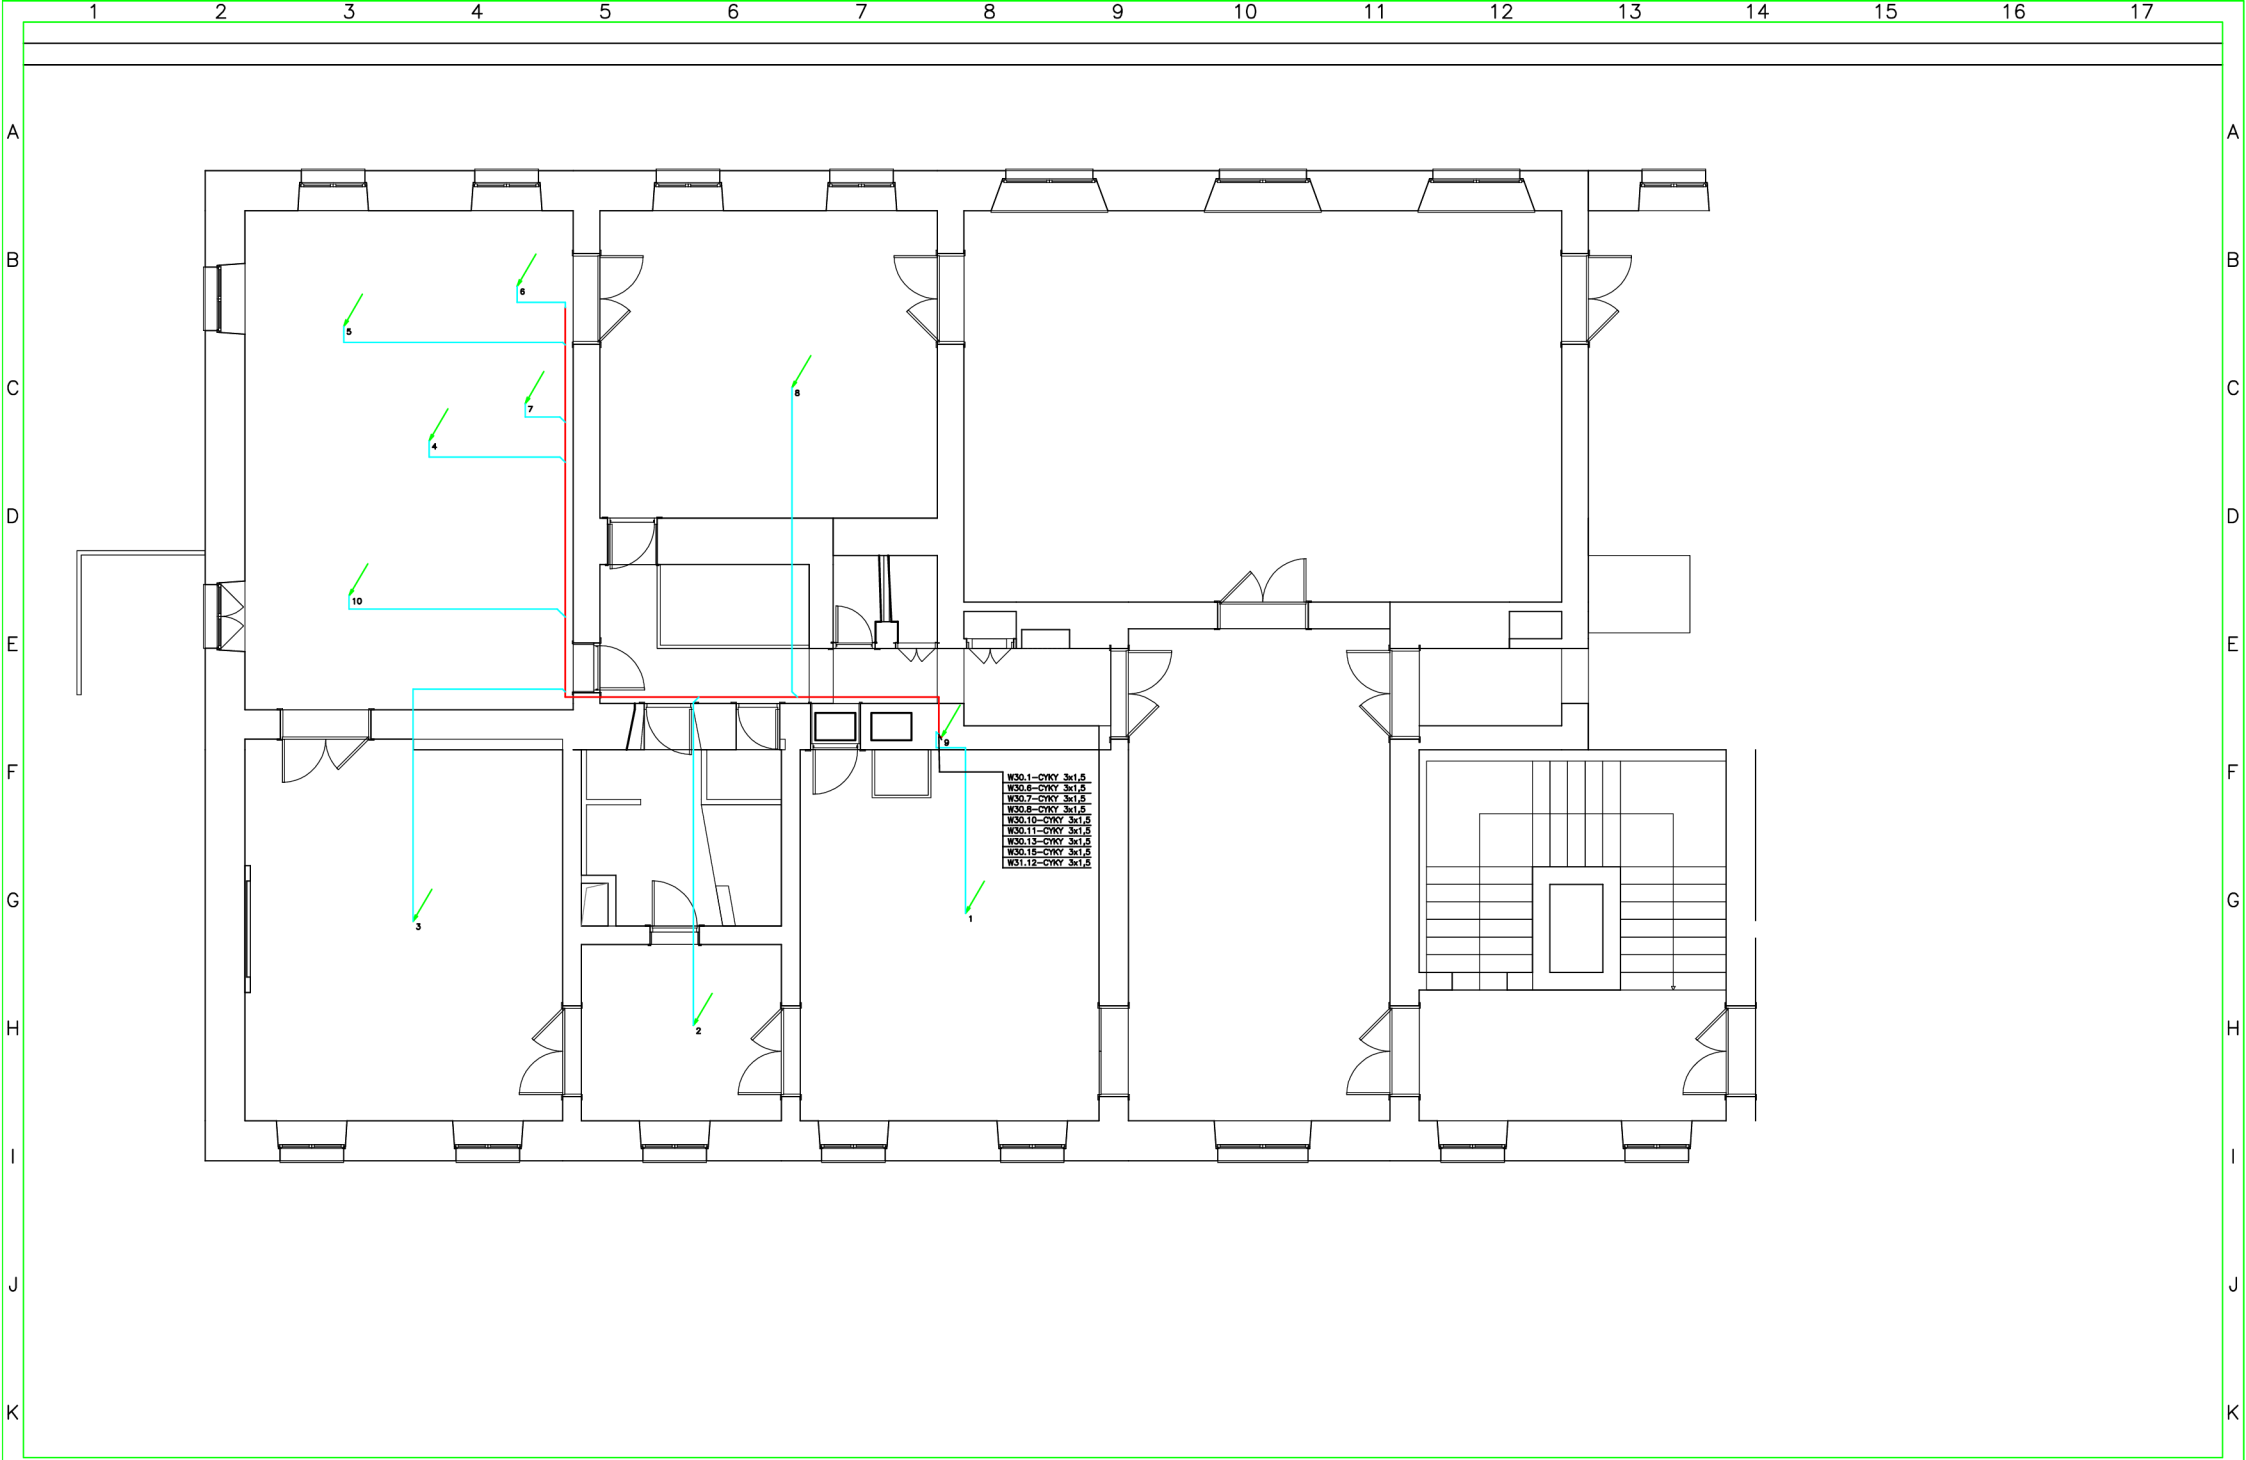 1 2 3 4 5 6 7 8 9 10 11 12 13 14 15 16 17
A A
B B
6
5
C C
8
7
4
D D
10
E E
9
F F
W30.1-CYKY 3x1,5
W30.6-CYKY 3x1,5
W30.7-CYKY 3x1,5
W30.8-CYKY 3x1,5
W30.10-CYKY 3x1,5
W30.11-CYKY 3x1,5
W30.13-CYKY 3x1,5
W30.15-CYKY 3x1,5
W31.12-CYKY 3x1,5
G G
1
3
H H
2
I I
J J
K K